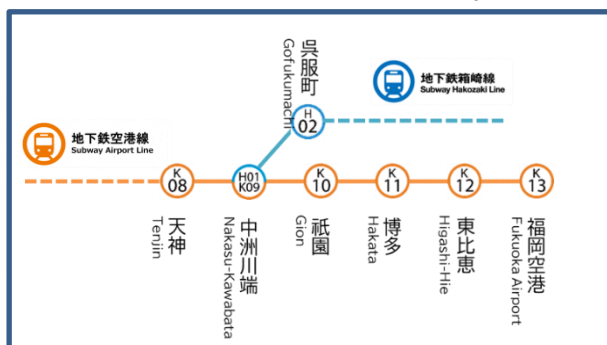 呉服町
Gofukumachi
地下鉄箱崎線
Subway Hakozaki Line
H
02
地下鉄空港線
Subway Airport Line
K
08
H01
K09
K
10
K
11
K
12
K
13
天神
Tenjin
中洲川端
Nakasu-Kawabata
祇園
Gion
博多
Hakata
東比恵
Higashi-Hie
福岡空港
Fukuoka Airport